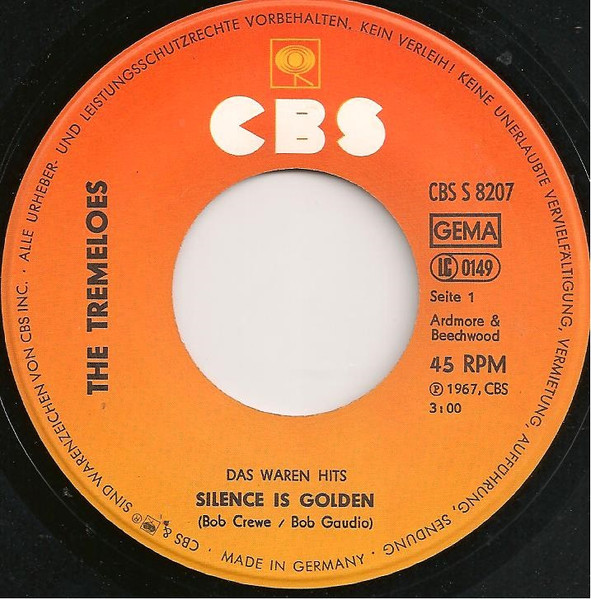 ALLE URHEBER- UND LEISTUNGSSCHUTZRECHTE VORBEHALTEN. KEIN VERLEIH! KEINE UNERLAUBTE VERVIELFÄLTIGUNG, VERMIETUNG, AUFFÜHRUNG, SENDUNG
CBS
THE TREMELOES
CBS S 8207
GEMA
LC 0149
Seite 1
Ardmore &
Beechwood
45 RPM
℗ 1967, CBS
3:00
DAS WAREN HITS
SILENCE IS GOLDEN
(Bob Crewe / Bob Gaudio)
· MADE IN GERMANY ·
CBS & ® SIND WARENZEICHEN VON CBS INC. ·